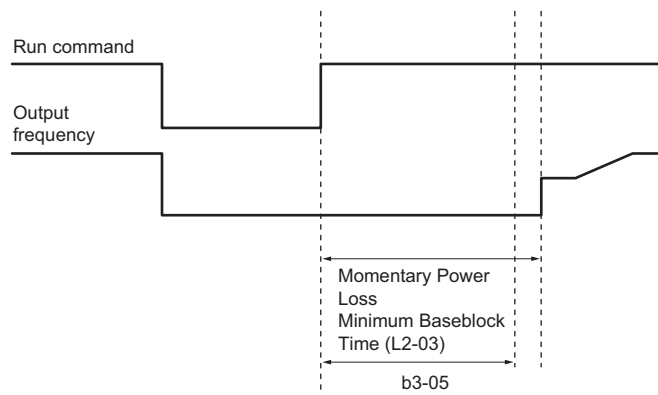 Run command
Output
frequency
Momentary Power
Loss
Minimum Baseblock
Time (L2-03)
b3-05